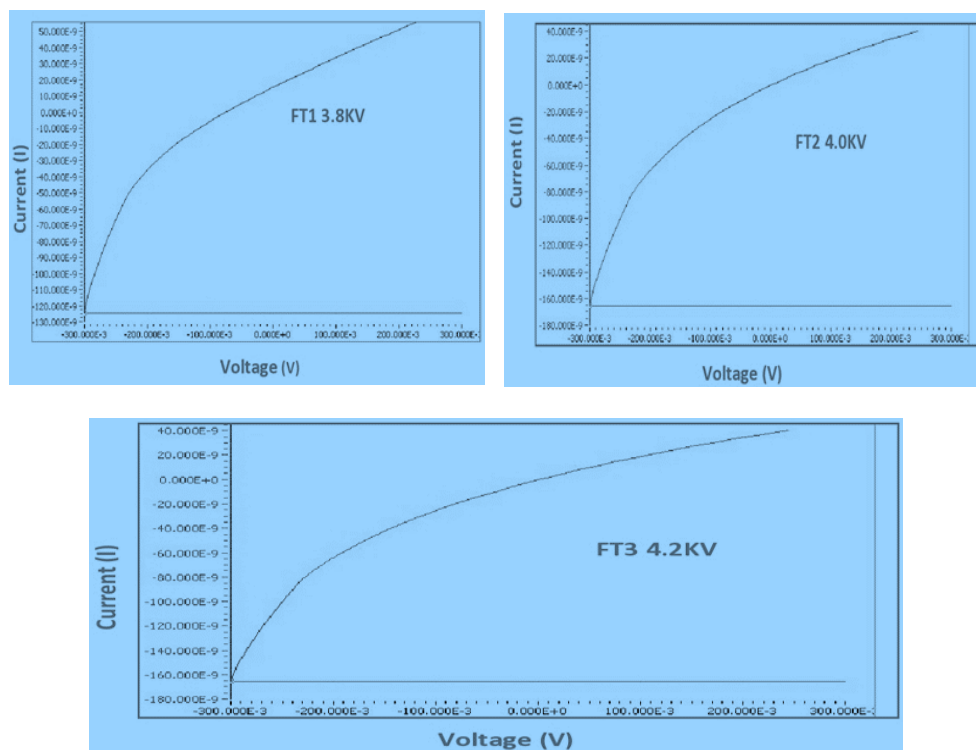 50.000E-9
40.000E-9
30.000E-9
20.000E-9
10.000E-9
0.000E+0
-10.000E-9
-20.000E-9
-30.000E-9
-40.000E-9
-50.000E-9
-60.000E-9
-70.000E-9
-80.000E-9
-90.000E-9
-100.000E-9
-110.000E-9
-120.000E-9
-130.000E-9
Current (I)
FT1 3.8KV
-300.000E-3 -200.000E-3 -100.000E-3 0.000E+0 100.000E-3 200.000E-3
Voltage (V)
40.000E-9
20.000E-9
0.000E+0
-20.000E-9
-40.000E-9
-60.000E-9
-80.000E-9
-100.000E-9
-120.000E-9
-140.000E-9
-160.000E-9
-180.000E-9
Current (I)
FT2 4.0KV
-300.000E-3 -200.000E-3 -100.000E-3 0.000E+0 100.000E-3 200.000E-3
Voltage (V)
40.000E-9
20.000E-9
0.000E+0
-20.000E-9
-40.000E-9
-60.000E-9
-80.000E-9
-100.000E-9
-120.000E-9
-140.000E-9
-160.000E-9
-180.000E-9
Current (I)
FT3 4.2KV
-300.000E-3 -200.000E-3 -100.000E-3 0.000E+0 100.000E-3 200.000E-3
Voltage (V)